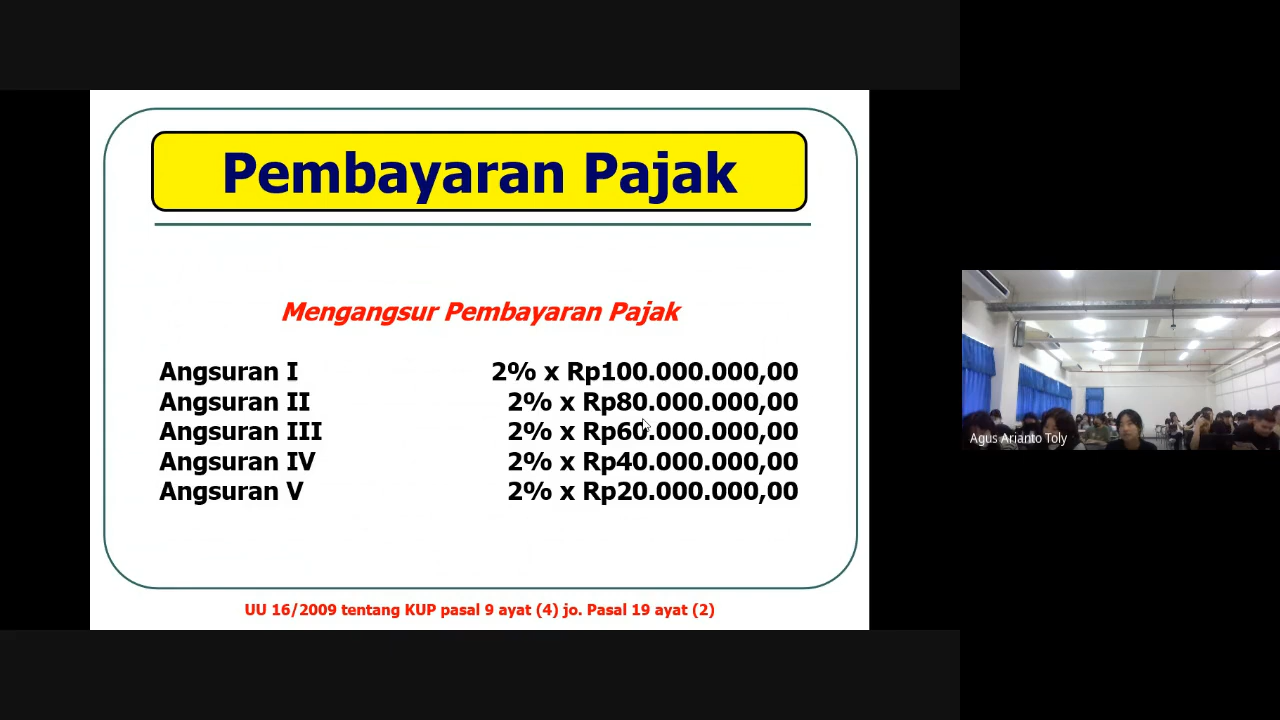 Pembayaran Pajak
Mengangsur Pembayaran Pajak
Angsuran I 2% x Rp100.000.000,00
Angsuran II 2% x Rp80.000.000,00
Angsuran III 2% x Rp60.000.000,00
Angsuran IV 2% x Rp40.000.000,00
Angsuran V 2% x Rp20.000.000,00
UU 16/2009 tentang KUP pasal 9 ayat (4) jo. Pasal 19 ayat (2)
Agus Arianto Toly